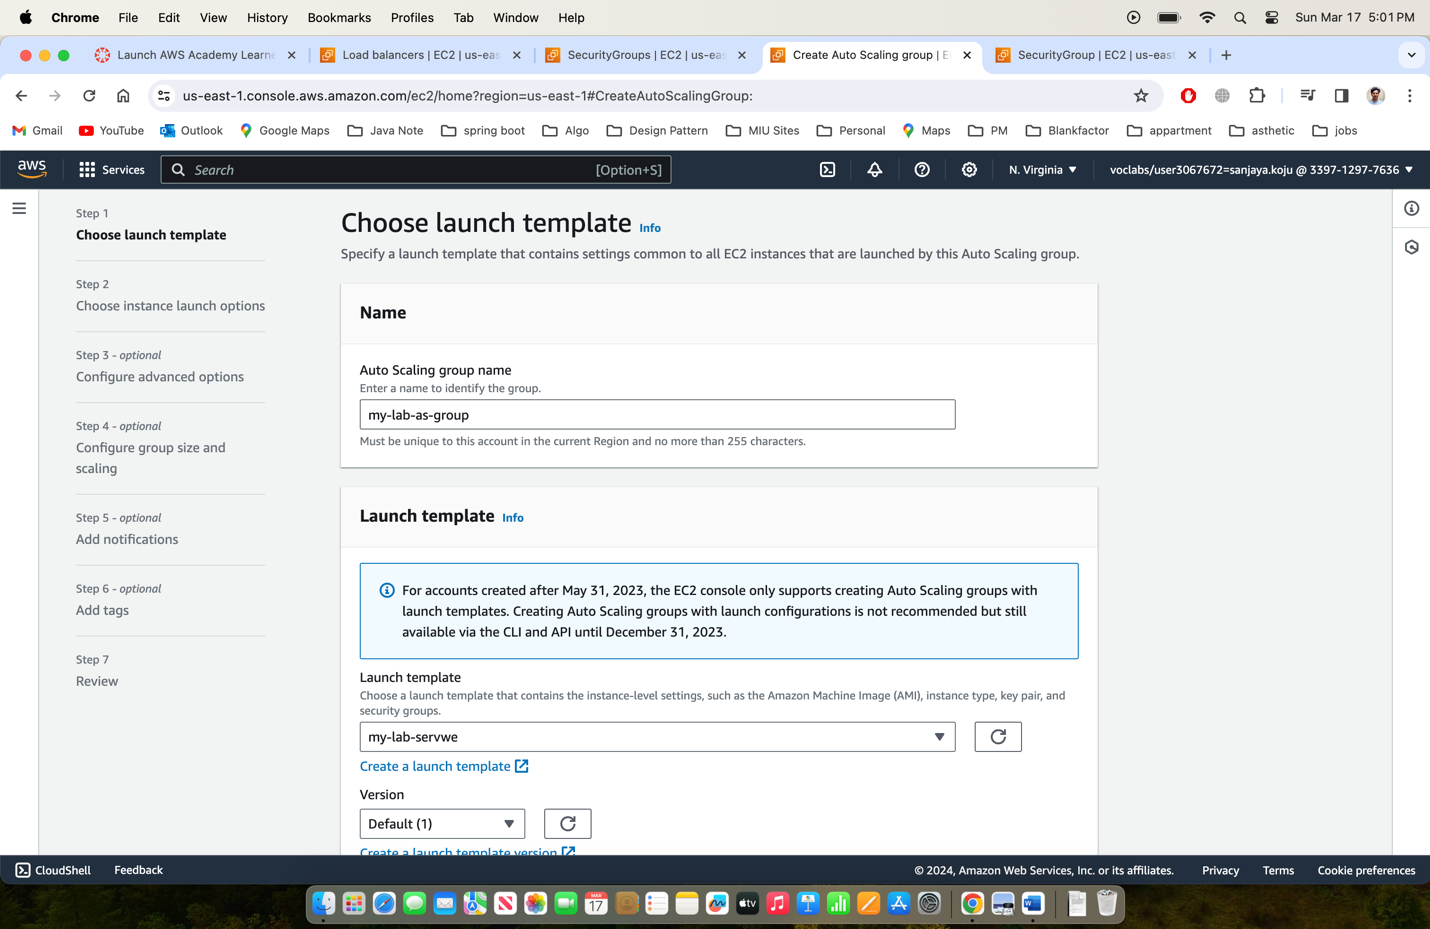 Chrome File Edit View History Bookmarks Profiles Tab Window Help Sun Mar 17 5:01 PM
Launch AWS Academy Learne Load balancers | EC2 | us-eas SecurityGroups | EC2 | us-eas Create Auto Scaling group | E SecurityGroup | EC2 | us-east
us-east-1.console.aws.amazon.com/ec2/home?region=us-east-1#CreateAutoScalingGroup:
Gmail YouTube Outlook Google Maps Java Note spring boot Algo Design Pattern MIU Sites Personal Maps PM Blankfactor appartment asthetic jobs
aws Services Search [Option+S] N. Virginia voclabs/user3067672=sanjaya.koju @ 3397-1297-7636
Step 1
Choose launch template
Step 2
Choose instance launch options
Step 3 - optional
Configure advanced options
Step 4 - optional
Configure group size and
scaling
Step 5 - optional
Add notifications
Step 6 - optional
Add tags
Step 7
Review
Choose launch template Info
Specify a launch template that contains settings common to all EC2 instances that are launched by this Auto Scaling group.
Name
Auto Scaling group name
Enter a name to identify the group.
my-lab-as-group
Must be unique to this account in the current Region and no more than 255 characters.
Launch template Info
For accounts created after May 31, 2023, the EC2 console only supports creating Auto Scaling groups with
launch templates. Creating Auto Scaling groups with launch configurations is not recommended but still
available via the CLI and API until December 31, 2023.
Launch template
Choose a launch template that contains the instance-level settings, such as the Amazon Machine Image (AMI), instance type, key pair, and
security groups.
my-lab-servwe
Create a launch template
Version
Default (1)
Create a launch template version
CloudShell Feedback © 2024, Amazon Web Services, Inc. or its affiliates. Privacy Terms Cookie preferences
MAR
17
tv